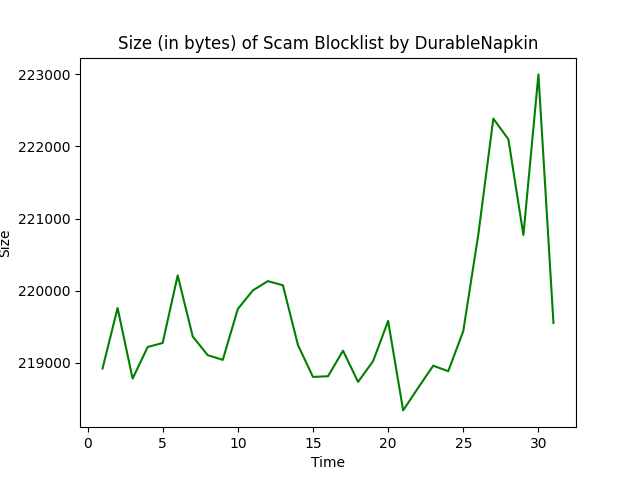 Size (in bytes) of Scam Blocklist by DurableNapkin
223000
222000
221000
220000
219000
Size
0 5 10 15 20 25 30
Time